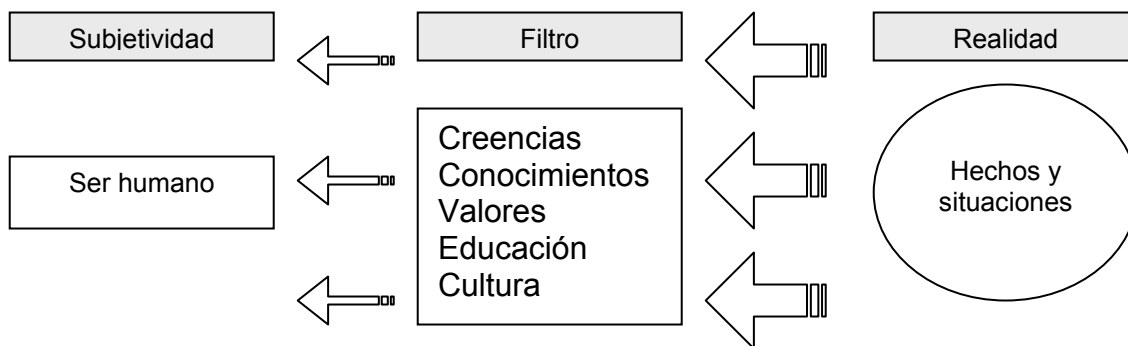 Subjetividad
Filtro
Realidad
Ser humano
Creencias
Conocimientos
Valores
Educación
Cultura
Hechos y
situaciones